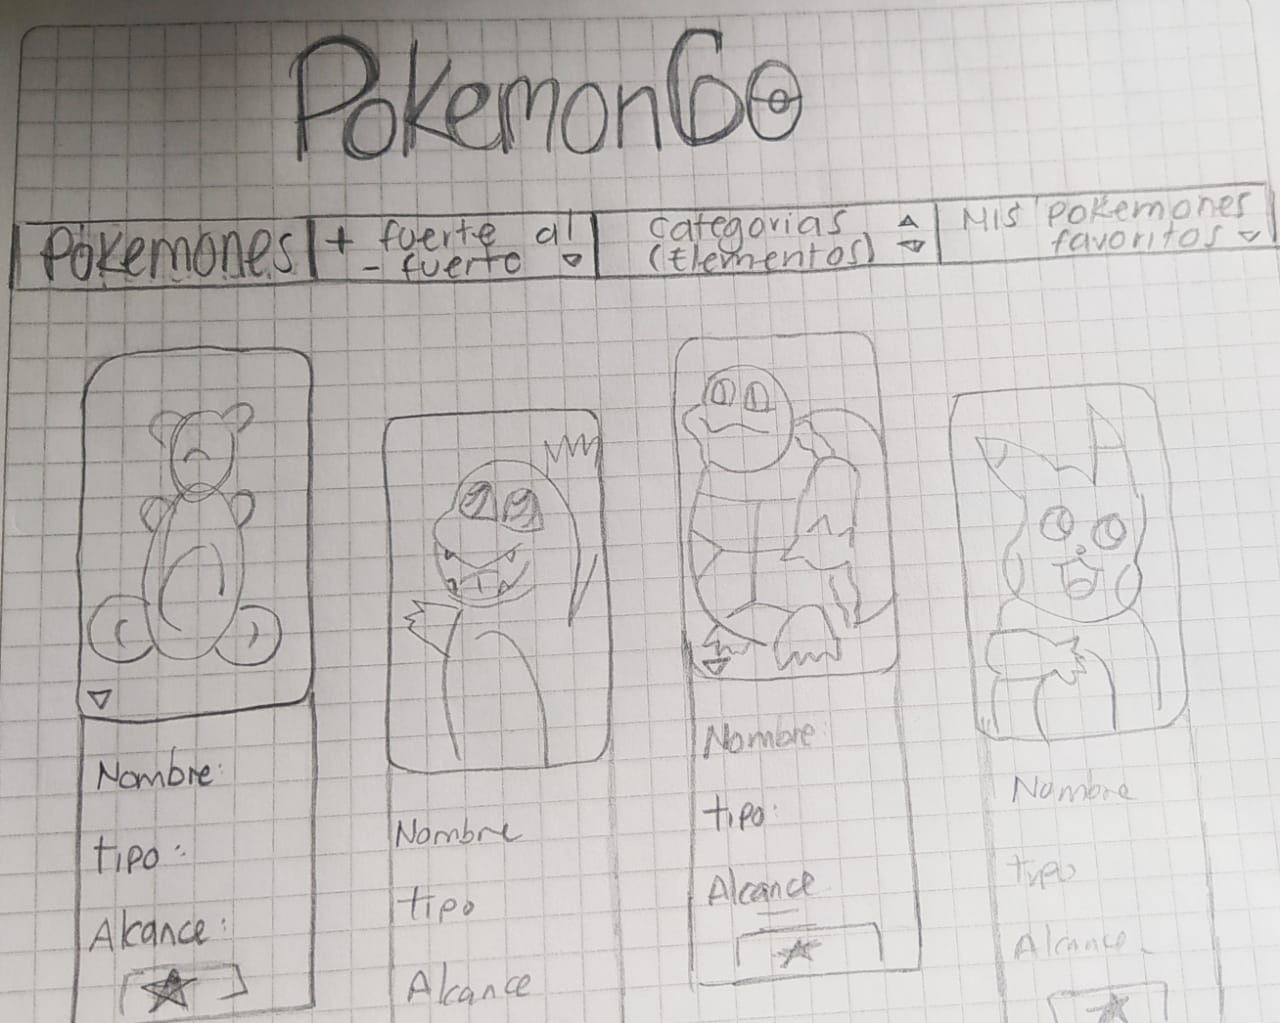 PokemonGo
Pokemones
+ fuerte al
- fuerte
categorias
(Elementos)
MIS pokemones
favoritos
Nombre:
tipo:
Alcance:
Nombre
tipo
Alcance
Nombre
tipo:
Alcance
Nombre
tipo
Alcance